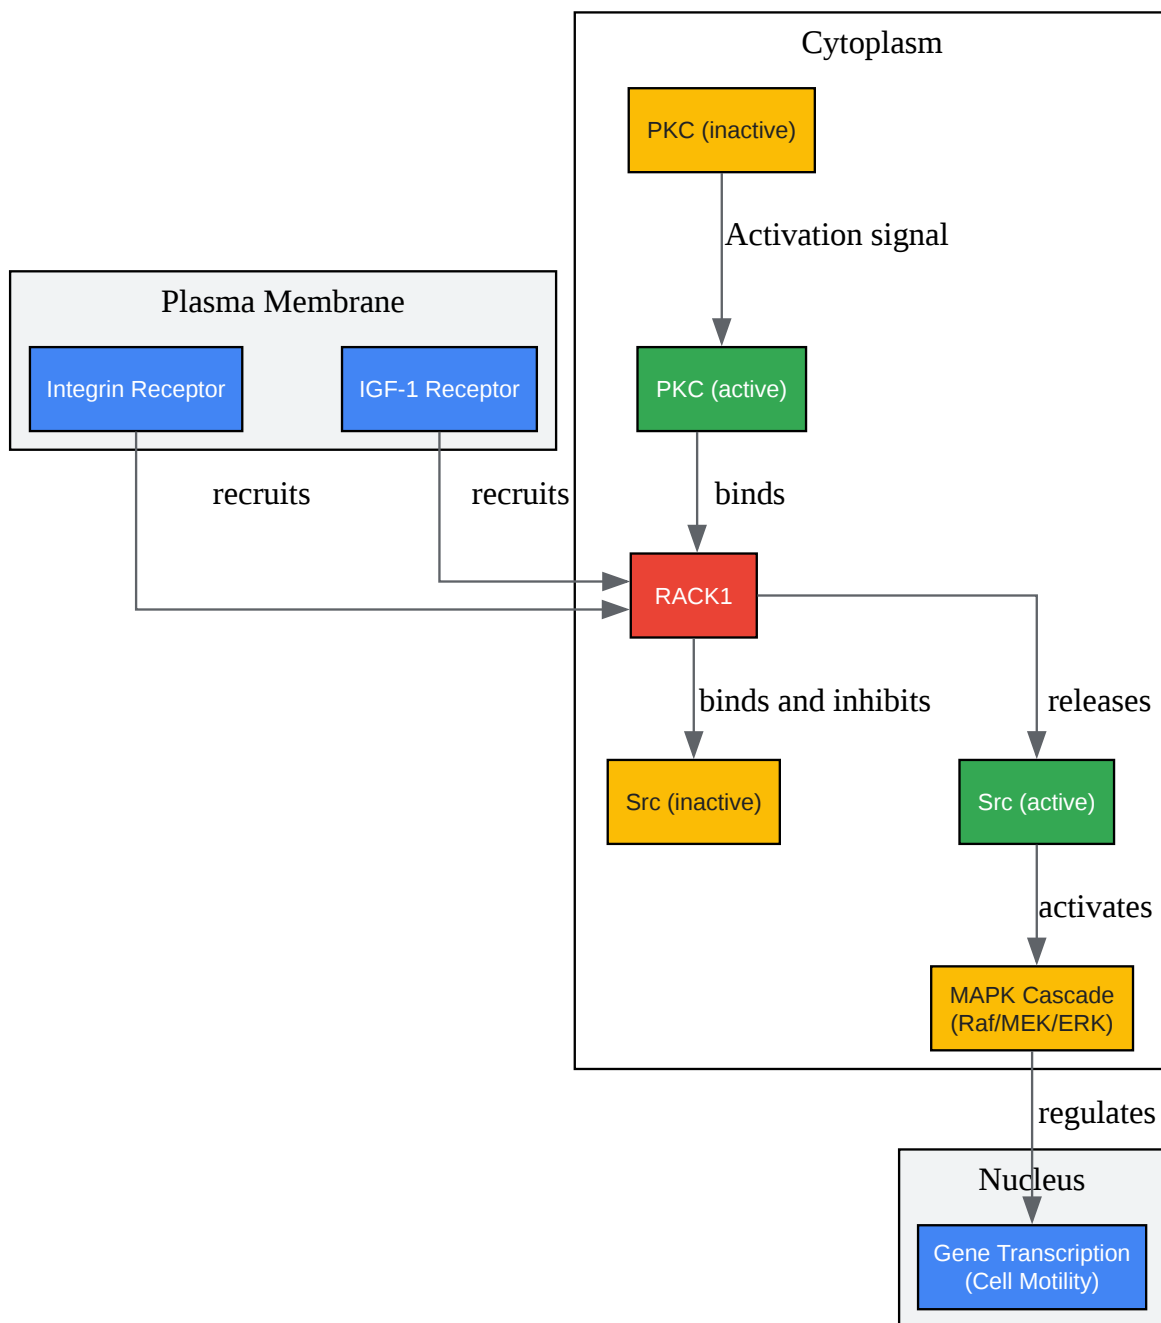 Cytoplasm
PKC (inactive)
Activation signal
Plasma Membrane
Integrin Receptor
IGF-1 Receptor
PKC (active)
recruits
recruits
binds
RACK1
binds and inhibits
releases
Src (inactive)
Src (active)
activates
MAPK Cascade
(Raf/MEK/ERK)
regulates
Nucleus
Gene Transcription
(Cell Motility)